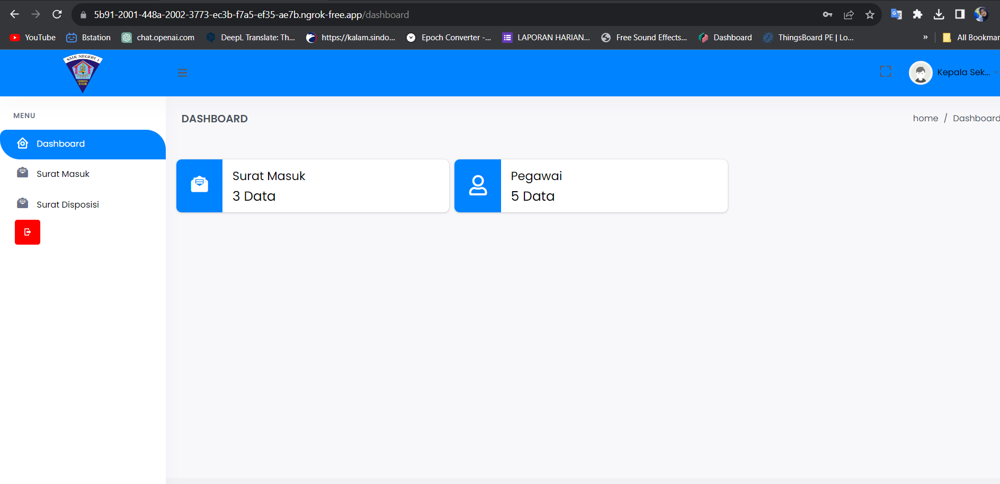 5b91-2001-448a-2002-3773-ec3b-f7a5-ef35-ae7b.ngrok-free.app/dashboard
YouTube Bstation chat.openai.com DeepL Translate: Th... https://kalam.sindo... Epoch Converter -... LAPORAN HARIAN... Free Sound Effects... Dashboard ThingsBoard PE | Lo... » All Bookmar
SMK NEGERI 1
CIBINONG
BOGOR
Kepala Sek...
MENU
DASHBOARD
home / Dashboard
Dashboard
Surat Masuk
Surat Disposisi
Surat Masuk
3 Data
Pegawai
5 Data